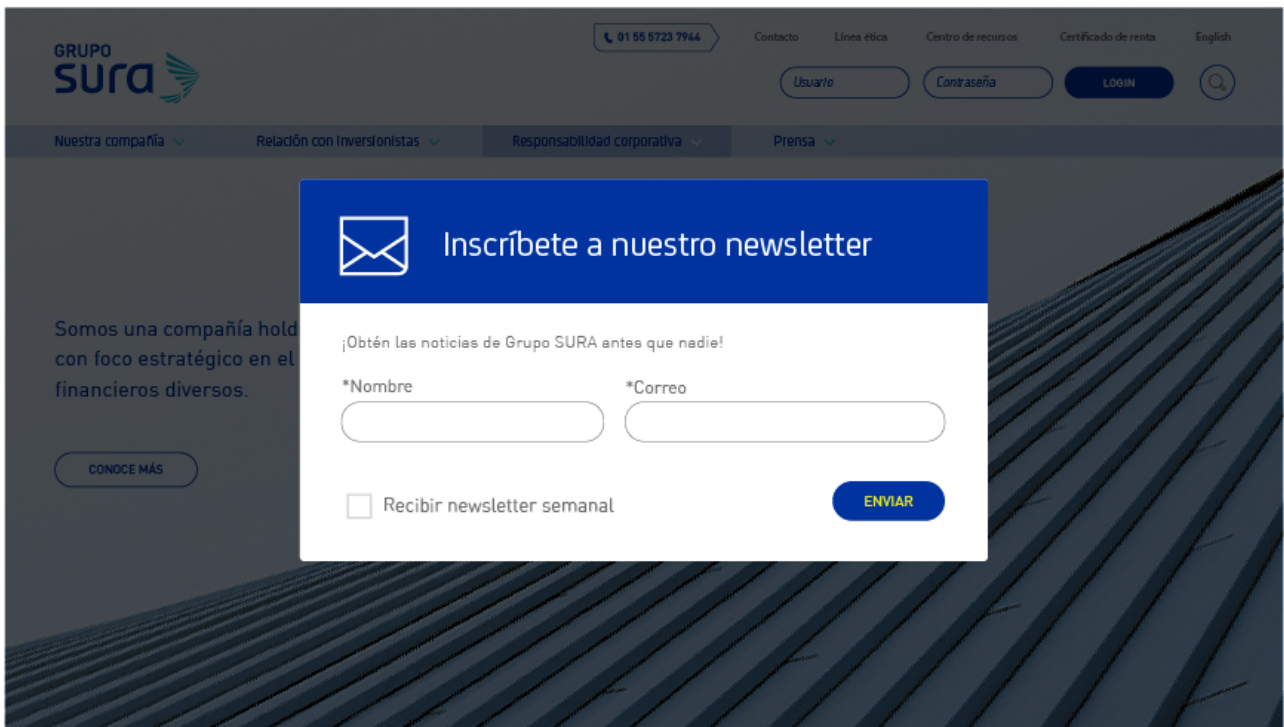 GRUPO
sura
01 55 5723 7944
Contacto
Línea ética
Centro de recursos
Certificado de renta
English
Usuario
Contraseña
LOGIN
Nuestra compañía
Relación con inversionistas
Responsabilidad corporativa
Prensa
Somos una compañía hold
con foco estratégico en el
financieros diversos.
CONOCE MÁS
Inscríbete a nuestro newsletter
¡Obtén las noticias de Grupo SURA antes que nadie!
*Nombre
*Correo
Recibir newsletter semanal
ENVIAR